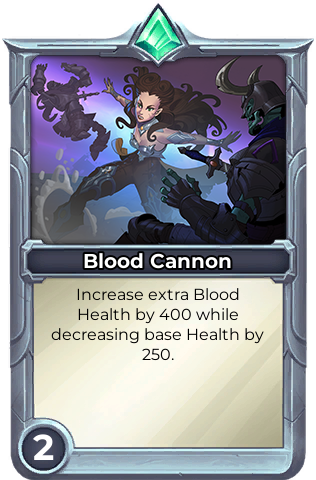 Blood Cannon
Increase extra Blood
Health by 400 while
decreasing base Health by
250.
2